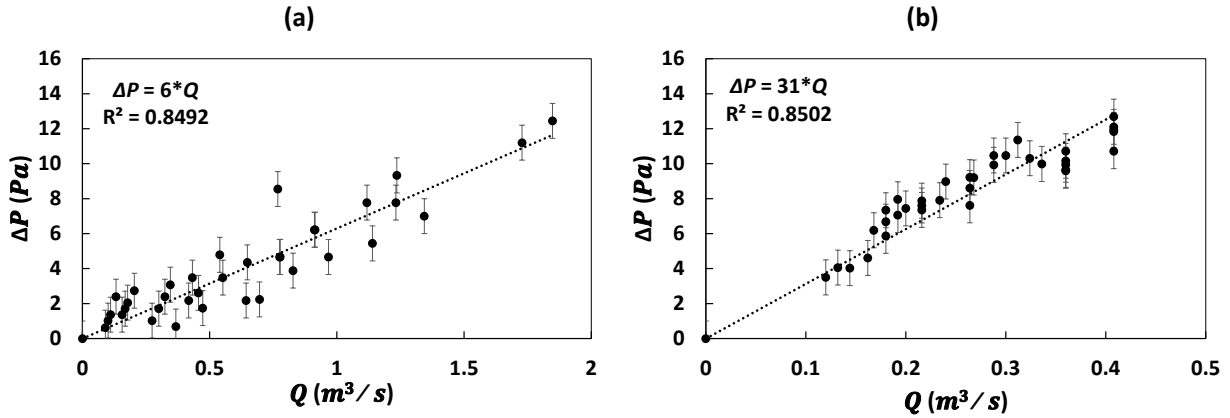 (a)
16
14
12
10
8
6
4
2
0
ΔP (Pa)
ΔP = 6*Q
R² = 0.8492
0 0.5 1 1.5 2
Q (m³/s)
(b)
16
14
12
10
8
6
4
2
0
ΔP (Pa)
ΔP = 31*Q
R² = 0.8502
0 0.1 0.2 0.3 0.4 0.5
Q (m³/s)